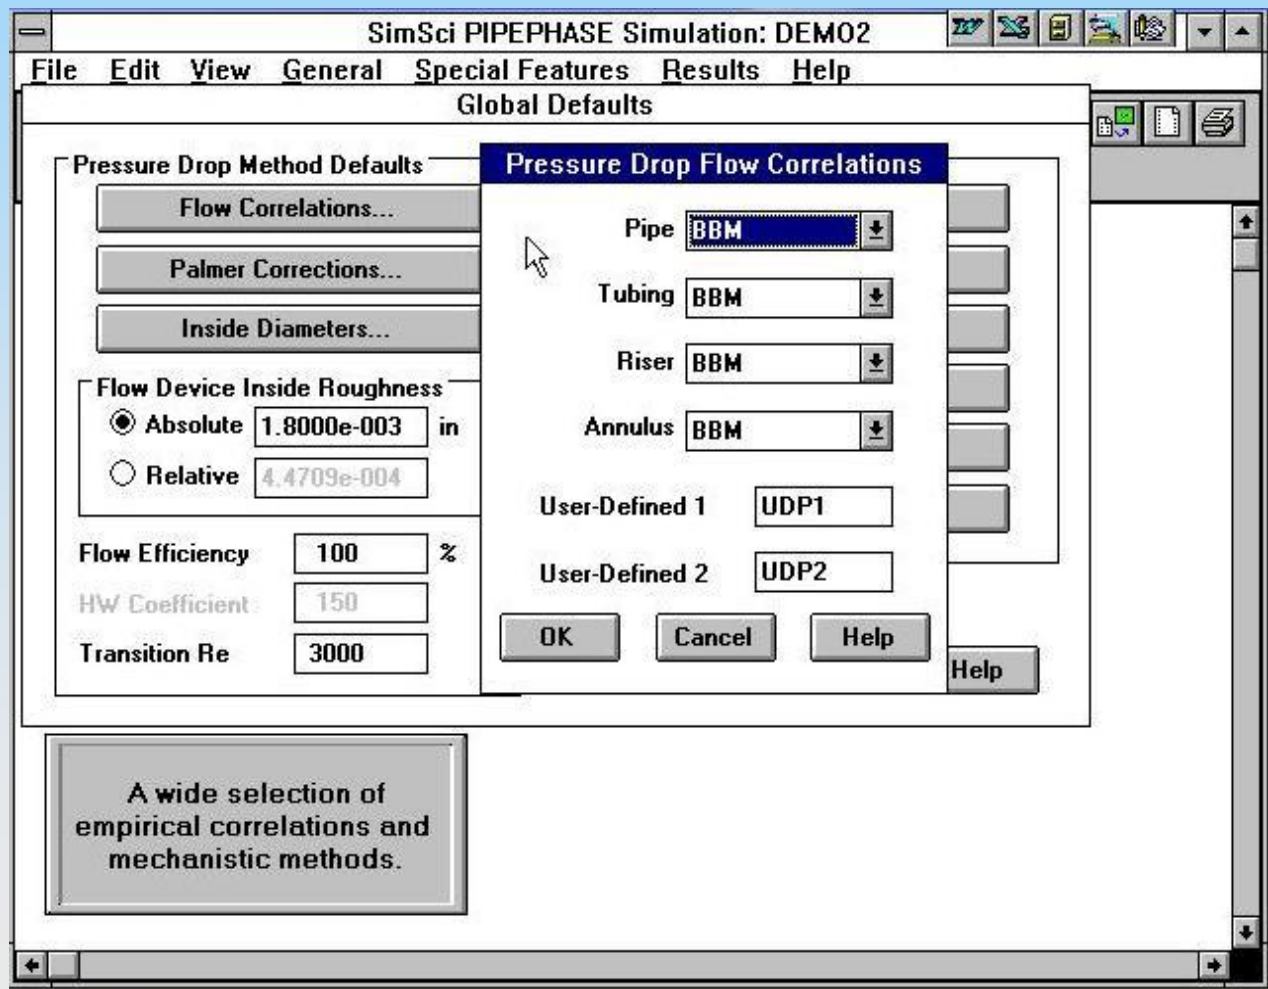 SimSci PIPEPHASE Simulation: DEMO2
File Edit View General Special Features Results Help
Global Defaults
Pressure Drop Method Defaults
Flow Correlations...
Palmer Corrections...
Inside Diameters...
Flow Device Inside Roughness
Absolute 1.8000e-003 in
Relative 4.4709e-004
Flow Efficiency 100 %
HW Coefficient 150
Transition Re 3000
Pressure Drop Flow Correlations
Pipe BBM
Tubing BBM
Riser BBM
Annulus BBM
User-Defined 1 UDP1
User-Defined 2 UDP2
OK Cancel Help
Help
A wide selection of
empirical correlations and
mechanistic methods.